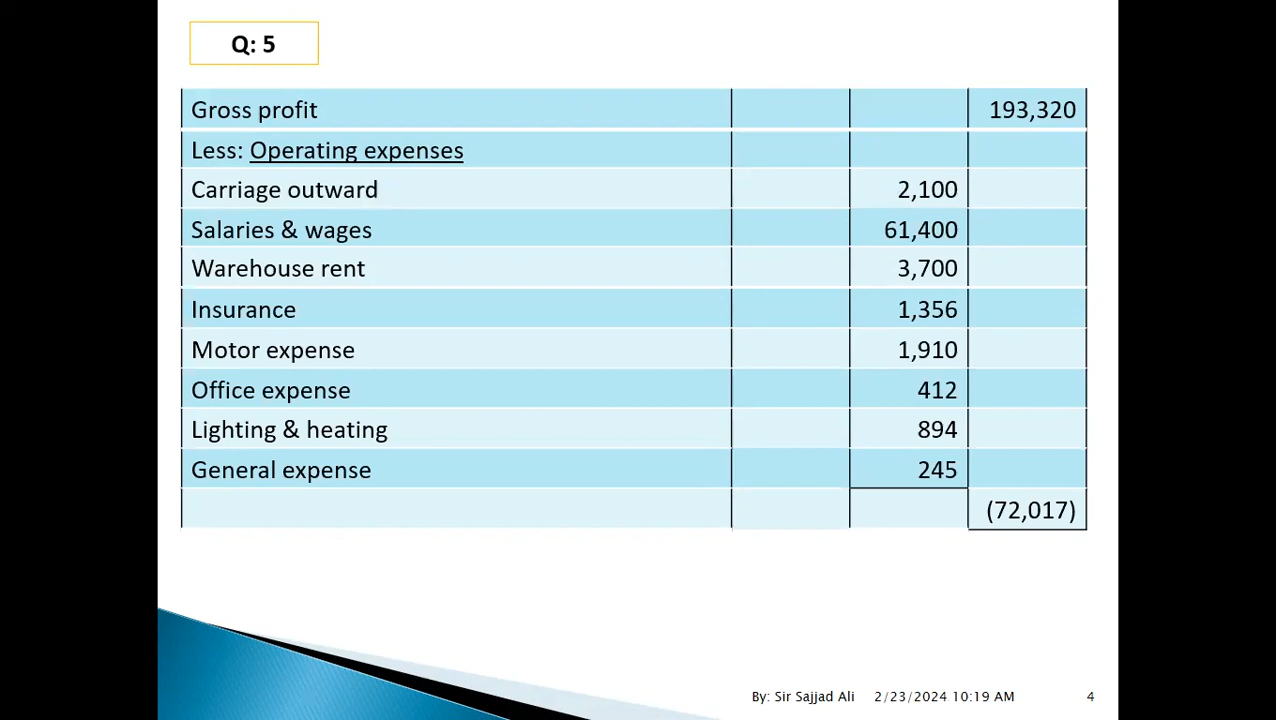 Q: 5
Gross profit 193,320
Less: Operating expenses
Carriage outward 2,100
Salaries & wages 61,400
Warehouse rent 3,700
Insurance 1,356
Motor expense 1,910
Office expense 412
Lighting & heating 894
General expense 245
(72,017)
By: Sir Sajjad Ali 2/23/2024 10:19 AM 4